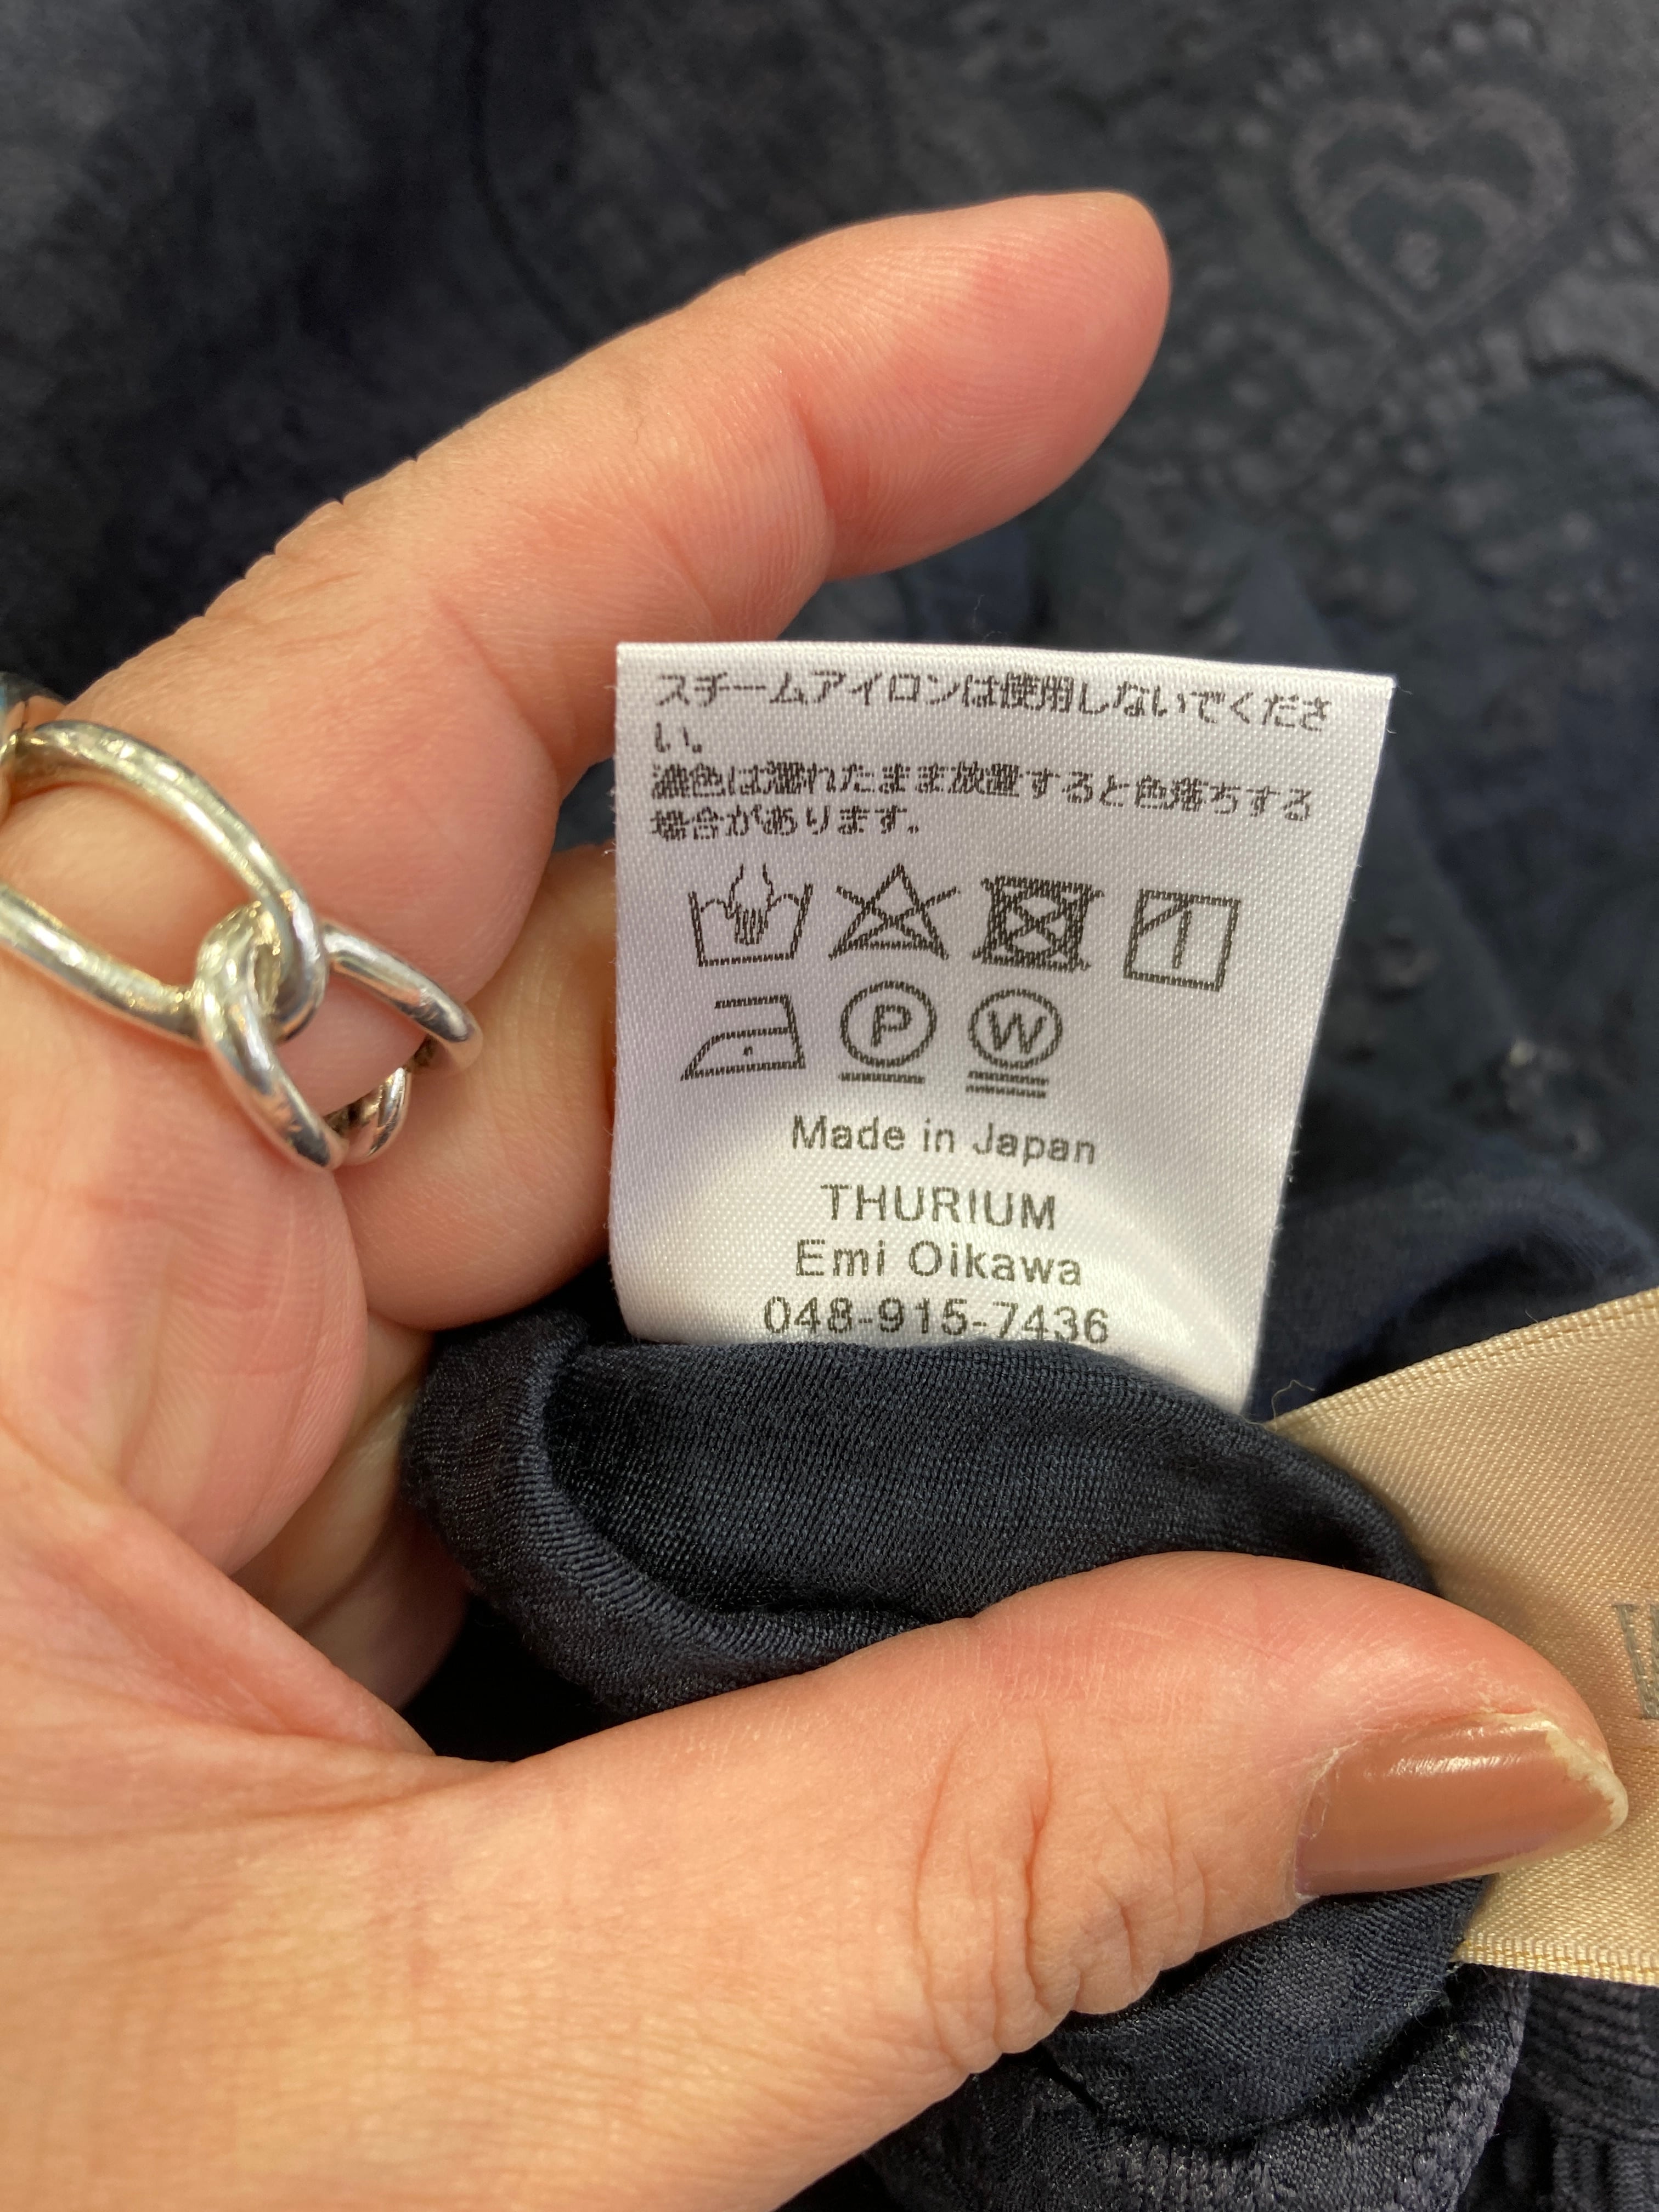 スチームアイロンは使用しないでくださ
い。
濃色は濡れたまま放置すると色落ちする
場合があります。
P W
Made in Japan
THURIUM
Emi Oikawa
048-915-7436